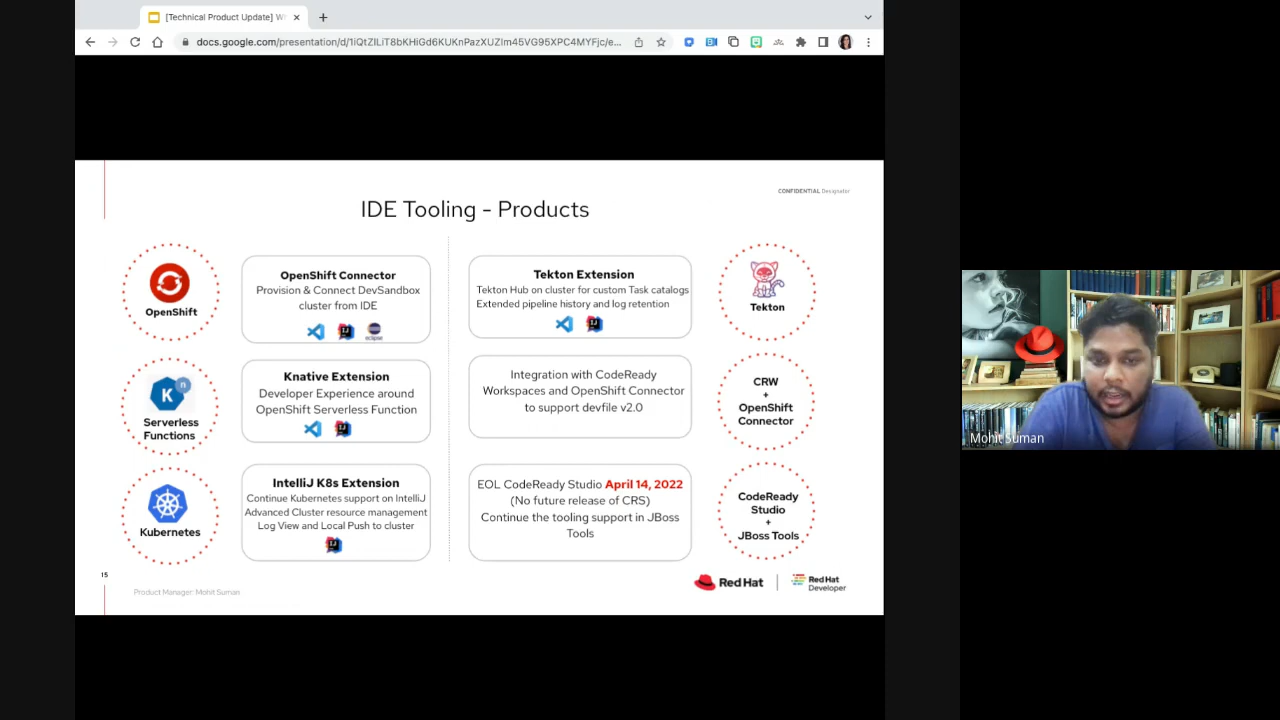 [Technical Product Update] W
docs.google.com/presentation/d/1iQtZILiT8bKHiGd6KUKnPazXUZIm45VG95XPC4MYFjc/e...
CONFIDENTIAL Designator
IDE Tooling - Products
OpenShift
OpenShift Connector
Provision & Connect DevSandbox
cluster from IDE
eclipse
Tekton Extension
Tekton Hub on cluster for custom Task catalogs
Extended pipeline history and log retention
Tekton
Serverless
Functions
Knative Extension
Developer Experience around
OpenShift Serverless Function
Integration with CodeReady
Workspaces and OpenShift Connector
to support devfile v2.0
CRW
+
OpenShift
Connector
Kubernetes
IntelliJ K8s Extension
Continue Kubernetes support on IntelliJ
Advanced Cluster resource management
Log View and Local Push to cluster
EOL CodeReady Studio April 14, 2022
(No future release of CRS)
Continue the tooling support in JBoss
Tools
CodeReady
Studio
+
JBoss Tools
15
Product Manager: Mohit Suman
Red Hat
Red Hat
Developer
Mohit Suman